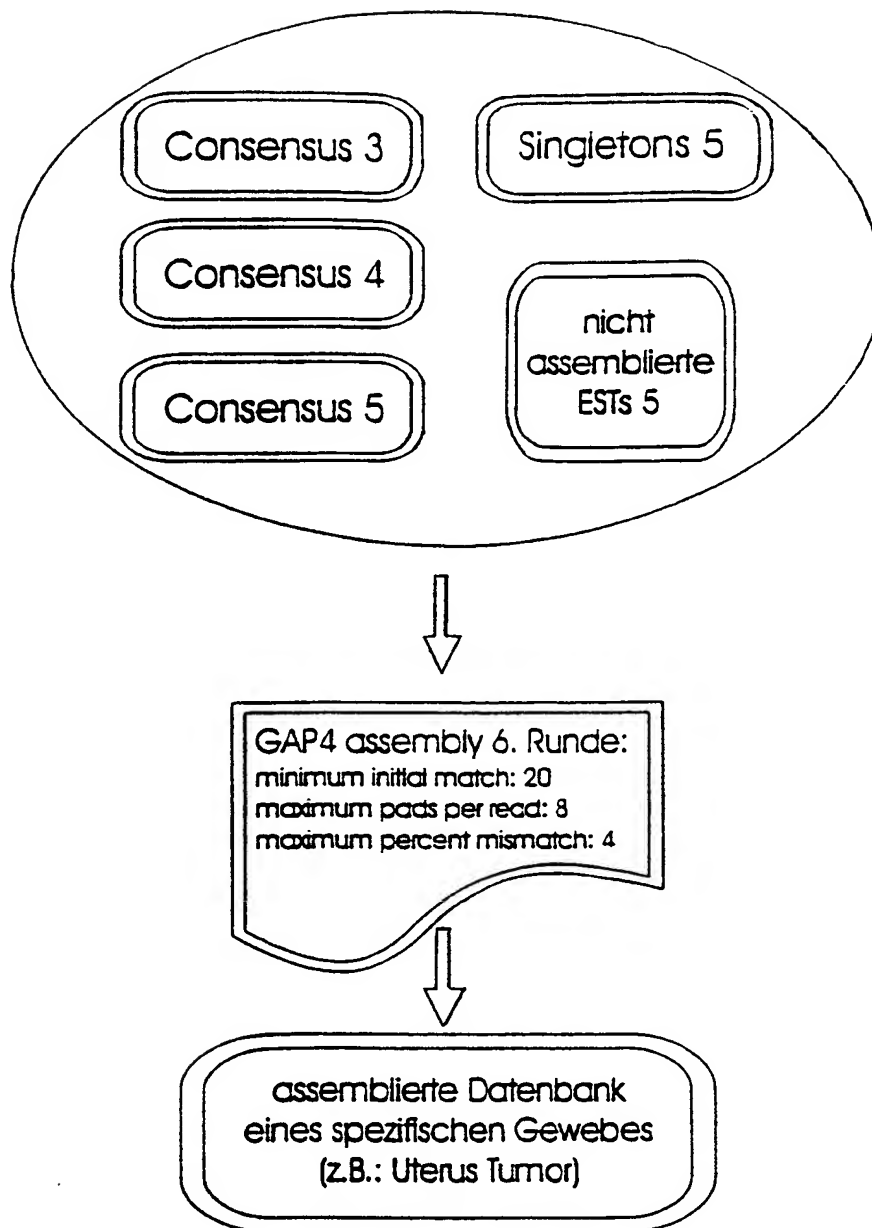 Consensus 3
Singletons 5
Consensus 4
nicht
assemblierte
ESTs 5
Consensus 5
GAP4 assembly 6. Runde:
minimum initial match: 20
maximum pads per read: 8
maximum percent mismatch: 4
assemblierte Datenbank
eines spezifischen Gewebes
(z.B.: Uterus Tumor)